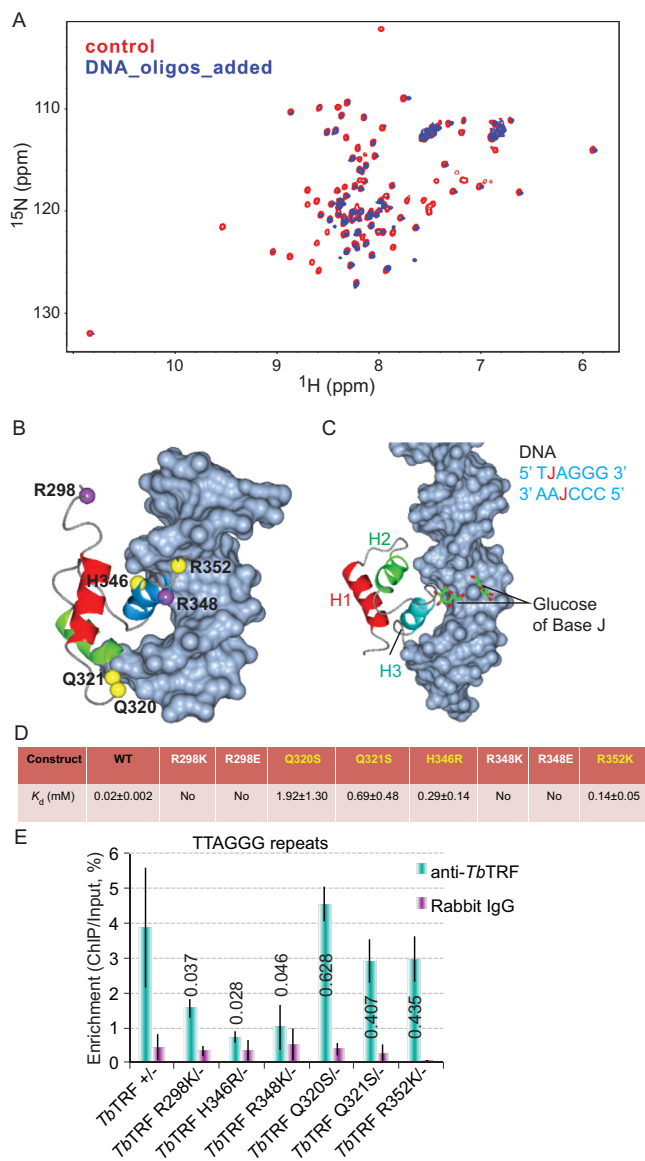 A
control
DNA_oligos_added
110
120
130
15N (ppm)
10 9 8 7 6
1H (ppm)
B
R298
H346
R352
R348
Q321
Q320
C
DNA
5' TJAGGG 3'
3' AAJCCC 5'
H2
H1
H3
Glucose
of Base J
D
Construct WT R298K R298E Q320S Q321S H346R R348K R348E R352K
Kd (mM) 0.02±0.002 No No 1.92±1.30 0.69±0.48 0.29±0.14 No No 0.14±0.05
E
TTAGGG repeats
anti-TbTRF
Rabbit IgG
Enrichment (ChIP/Input, %)
6
5
4
3
2
1
0
0.037
0.028
0.046
0.628
0.407
0.435
TbTRF +/-
TbTRF R298K/-
TbTRF H346R/-
TbTRF R348K/-
TbTRF Q320S/-
TbTRF Q321S/-
TbTRF R352K/-